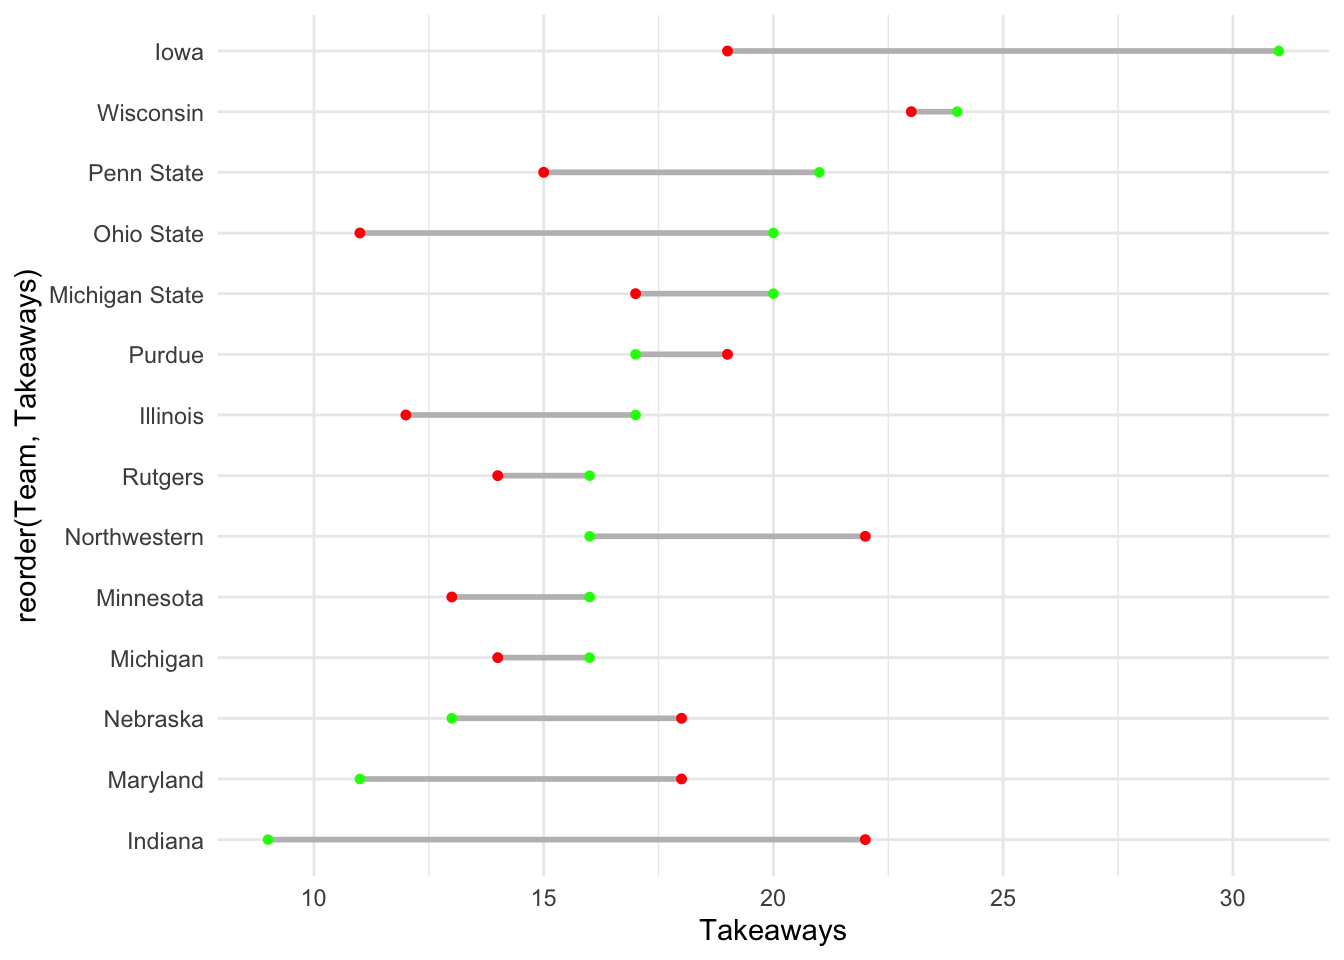 Iowa
Wisconsin
Penn State
Ohio State
Michigan State
Purdue
Illinois
Rutgers
Northwestern
Minnesota
Michigan
Nebraska
Maryland
Indiana
reorder(Team, Takeaways)
10 15 20 25 30
Takeaways